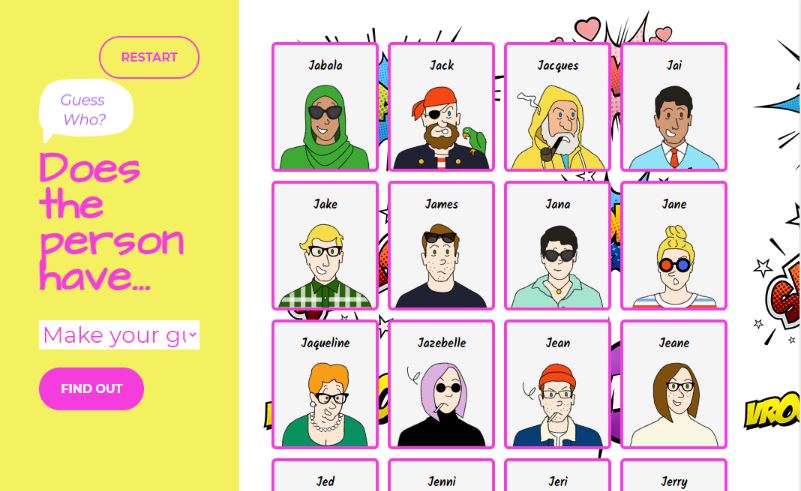 RESTART
Guess
Who?
Does
the
person
have...
Make your gu
FIND OUT
Jabala
Jack
Jacques
Jai
Jake
James
Jana
Jane
Jaqueline
Jazebelle
Jean
Jeane
Jed
Jenni
Jeri
Jerry
VRO